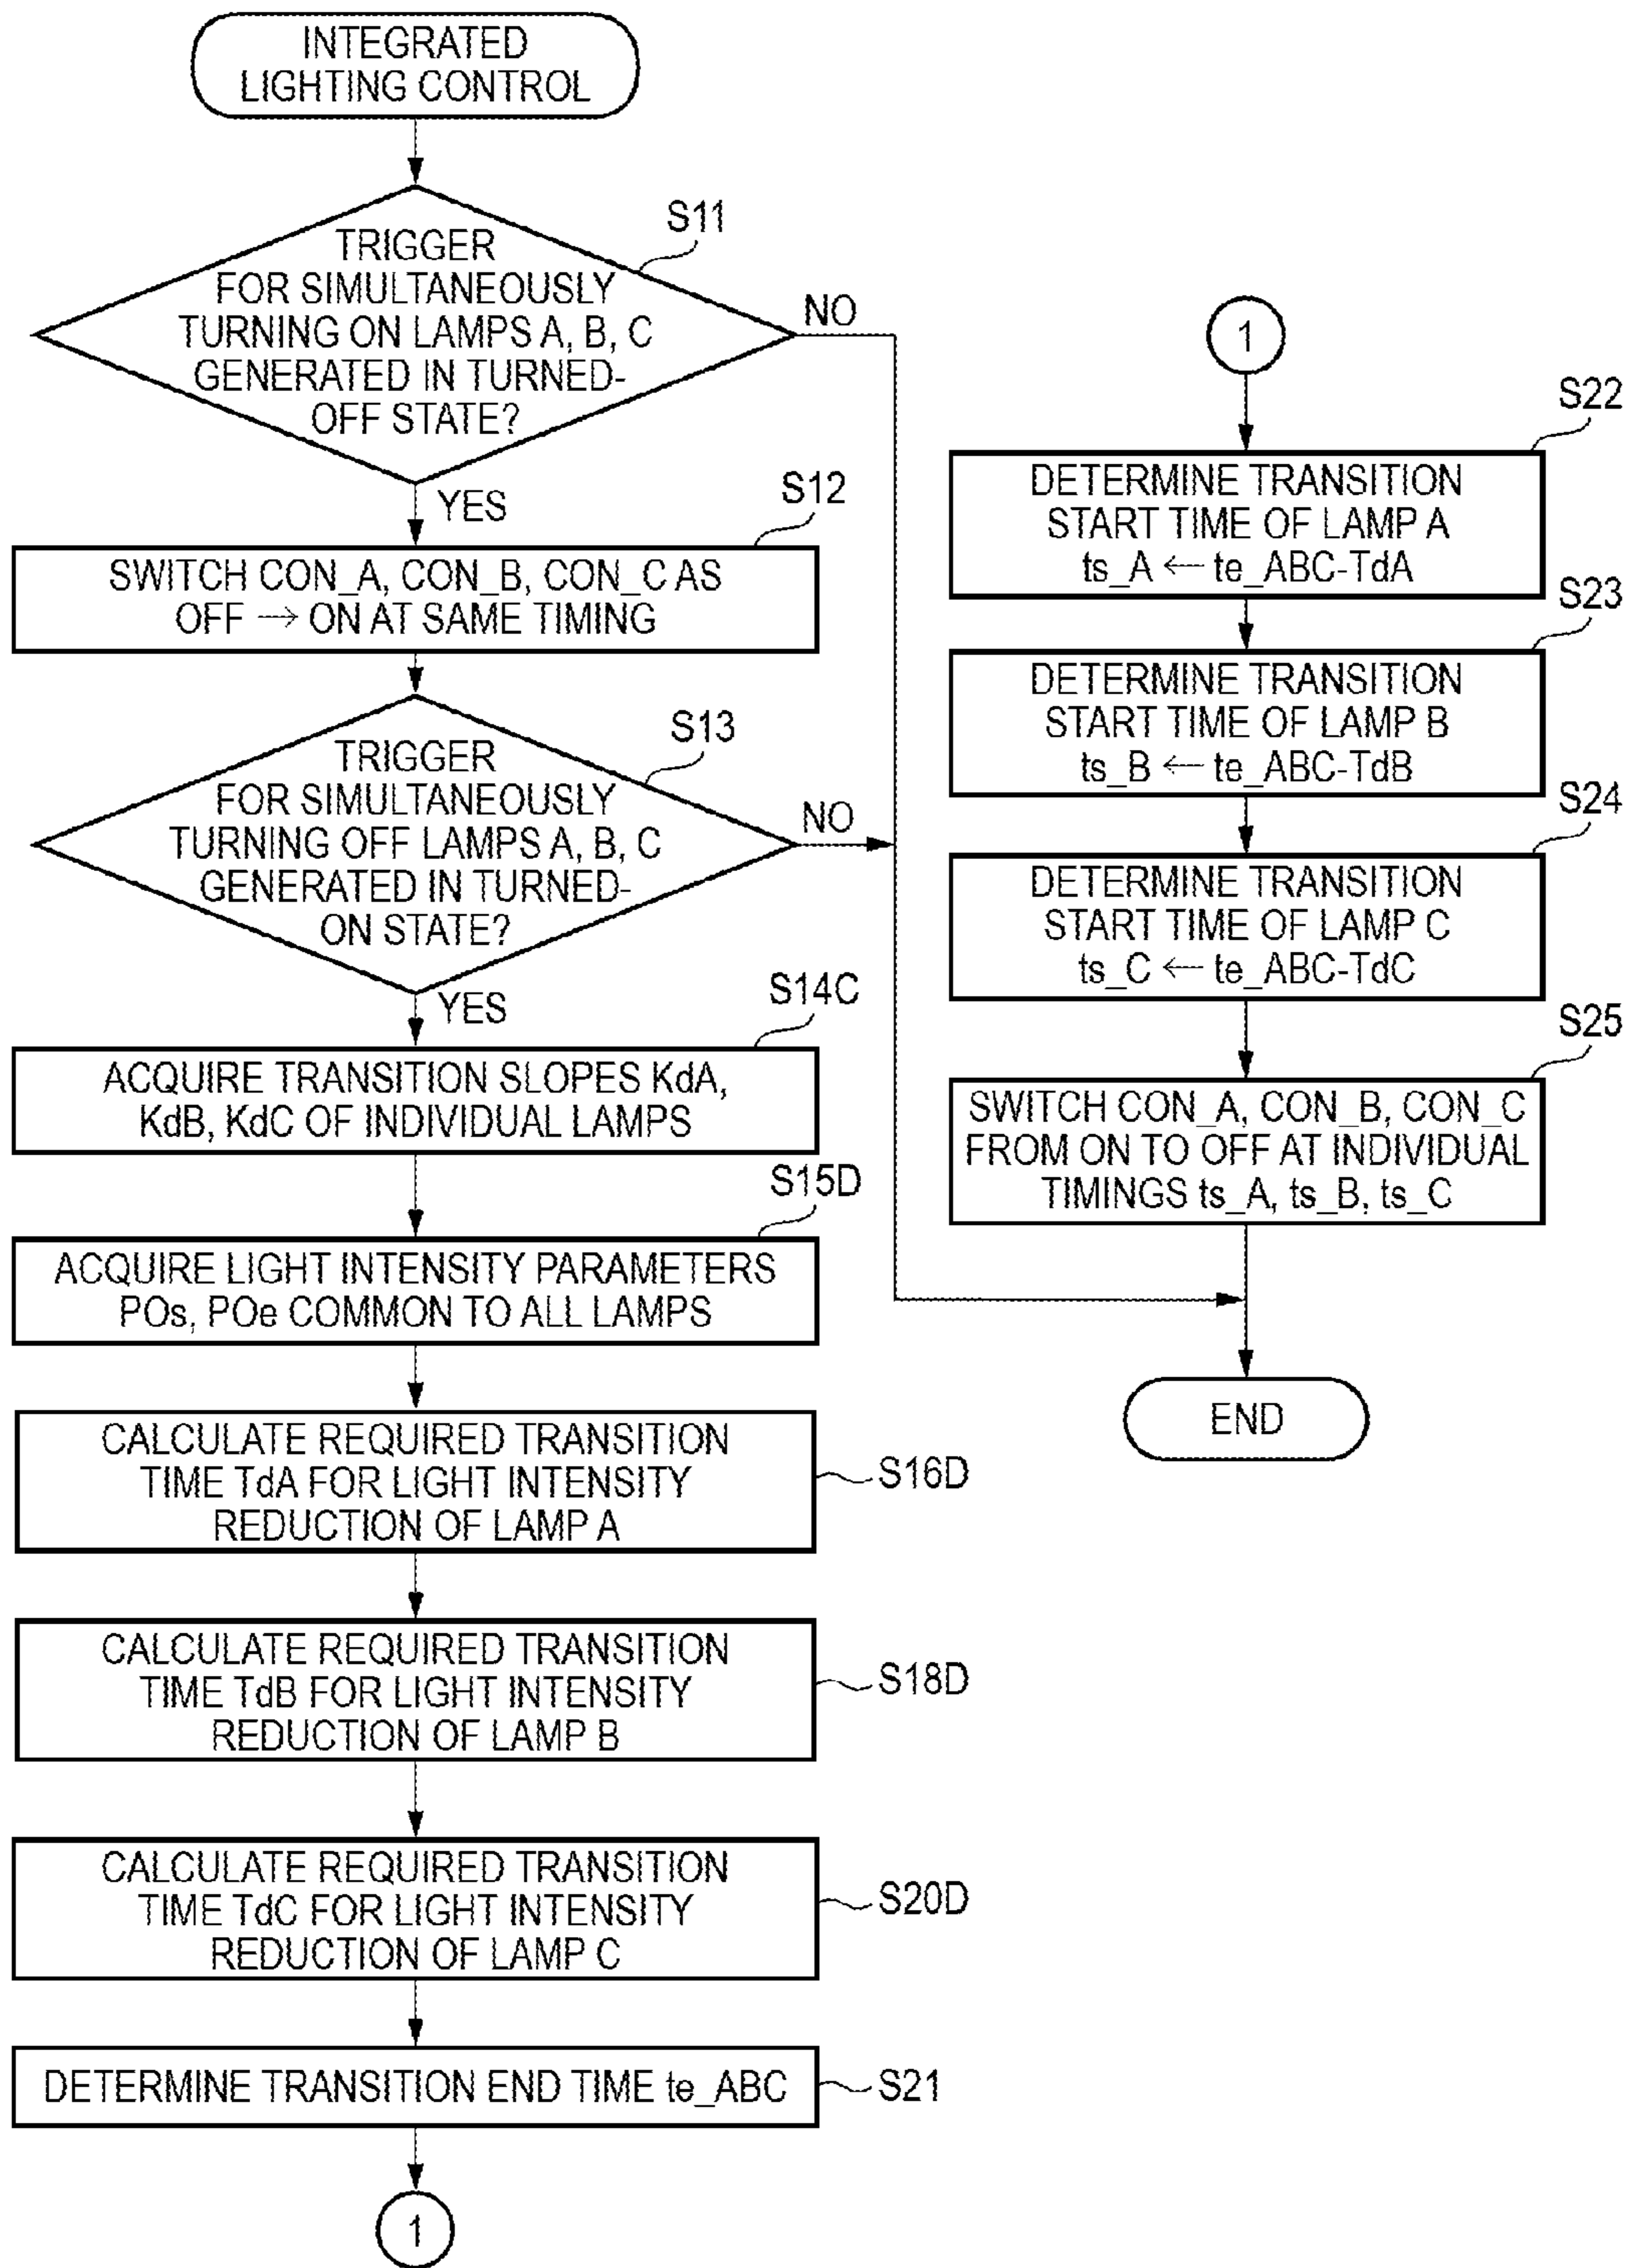 INTEGRATED
LIGHTING CONTROL
S11
TRIGGER
FOR SIMULTANEOUSLY
TURNING ON LAMPS A, B, C
GENERATED IN TURNED-
OFF STATE?
NO
YES
S12
SWITCH CON_A, CON_B, CON_C AS
OFF → ON AT SAME TIMING
S13
TRIGGER
FOR SIMULTANEOUSLY
TURNING OFF LAMPS A, B, C
GENERATED IN TURNED-
ON STATE?
NO
YES
S14C
ACQUIRE TRANSITION SLOPES KdA,
KdB, KdC OF INDIVIDUAL LAMPS
S15D
ACQUIRE LIGHT INTENSITY PARAMETERS
POs, POe COMMON TO ALL LAMPS
CALCULATE REQUIRED TRANSITION
TIME TdA FOR LIGHT INTENSITY
REDUCTION OF LAMP A
S16D
CALCULATE REQUIRED TRANSITION
TIME TdB FOR LIGHT INTENSITY
REDUCTION OF LAMP B
S18D
CALCULATE REQUIRED TRANSITION
TIME TdC FOR LIGHT INTENSITY
REDUCTION OF LAMP C
S20D
DETERMINE TRANSITION END TIME te_ABC
S21
1
1
S22
DETERMINE TRANSITION
START TIME OF LAMP A
ts_A ← te_ABC-TdA
S23
DETERMINE TRANSITION
START TIME OF LAMP B
ts_B ← te_ABC-TdB
S24
DETERMINE TRANSITION
START TIME OF LAMP C
ts_C ← te_ABC-TdC
S25
SWITCH CON_A, CON_B, CON_C
FROM ON TO OFF AT INDIVIDUAL
TIMINGS ts_A, ts_B, ts_C
END